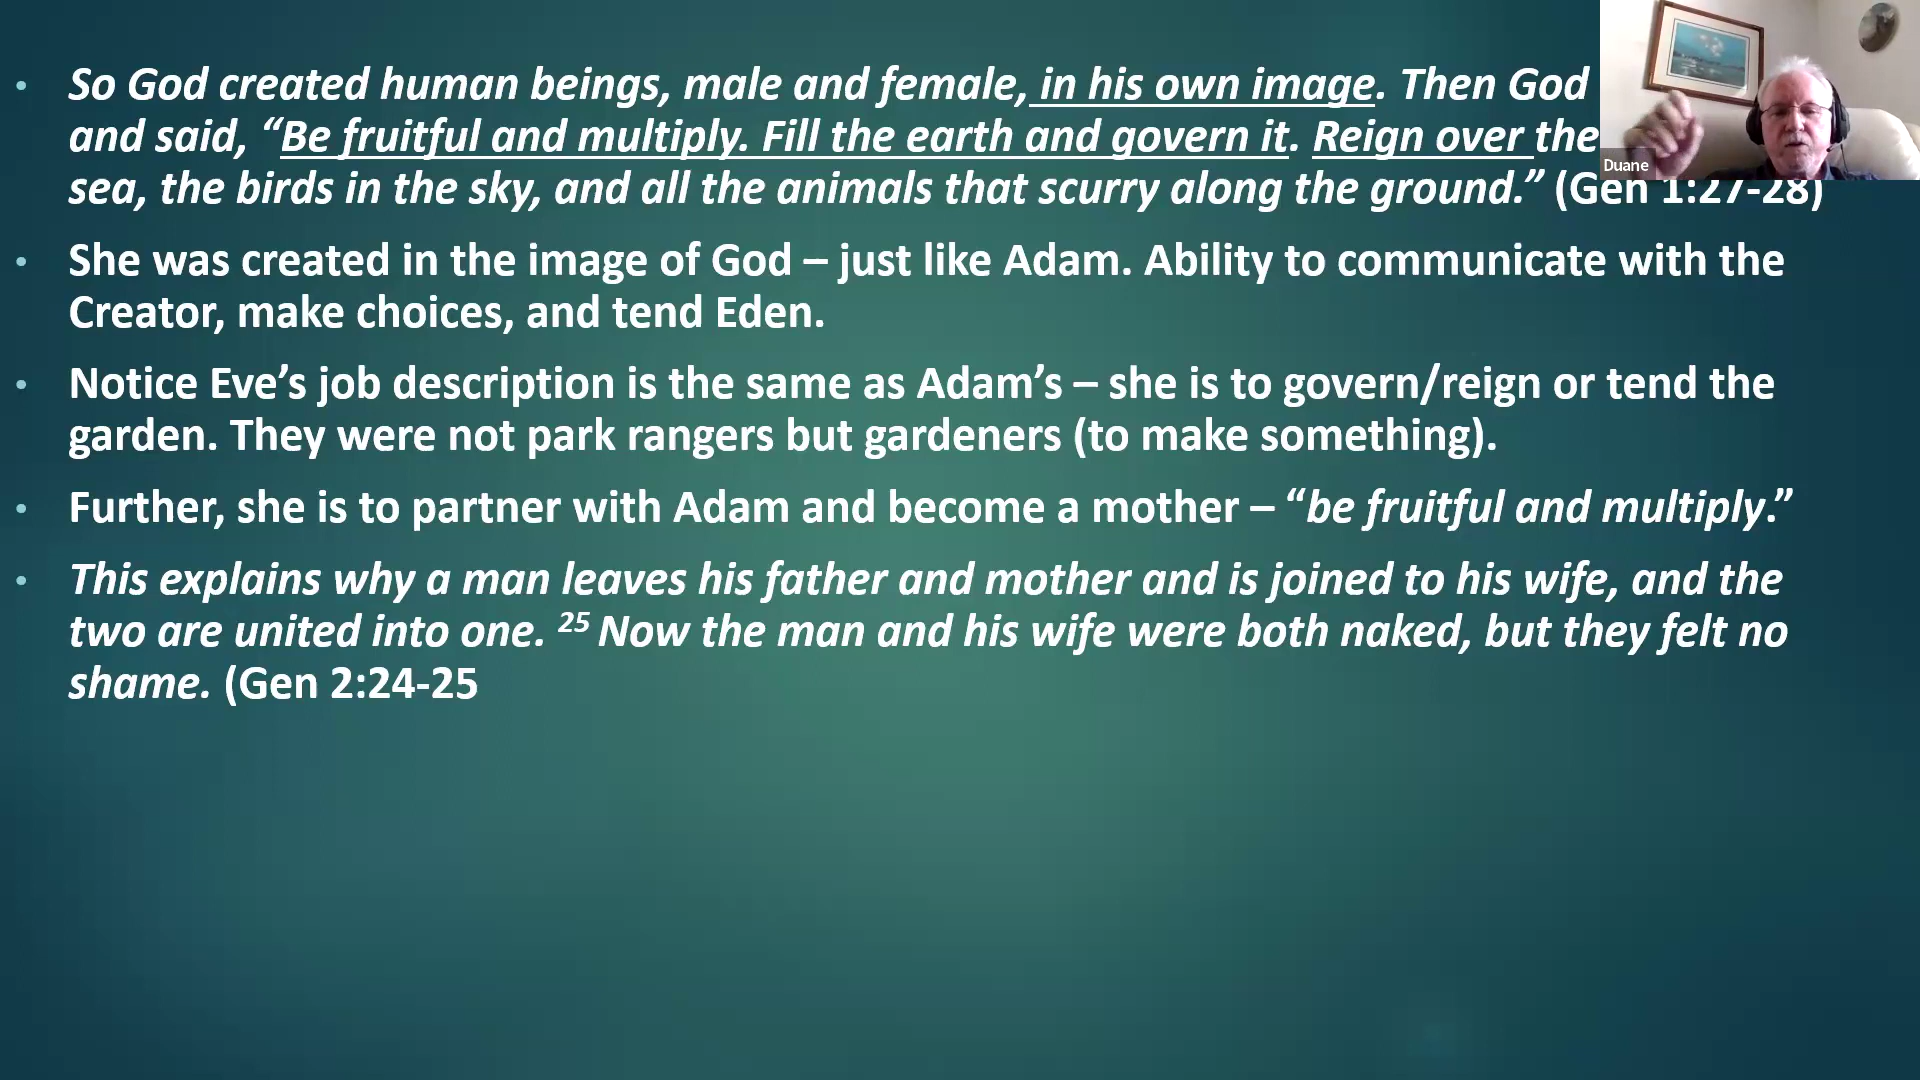 • So God created human beings, male and female, in his own image. Then God
and said, “Be fruitful and multiply. Fill the earth and govern it. Reign over the
sea, the birds in the sky, and all the animals that scurry along the ground.” (Gen 1:27-28)
• She was created in the image of God – just like Adam. Ability to communicate with the
Creator, make choices, and tend Eden.
• Notice Eve’s job description is the same as Adam’s – she is to govern/reign or tend the
garden. They were not park rangers but gardeners (to make something).
• Further, she is to partner with Adam and become a mother – “be fruitful and multiply.”
• This explains why a man leaves his father and mother and is joined to his wife, and the
two are united into one. 25 Now the man and his wife were both naked, but they felt no
shame. (Gen 2:24-25
Duane